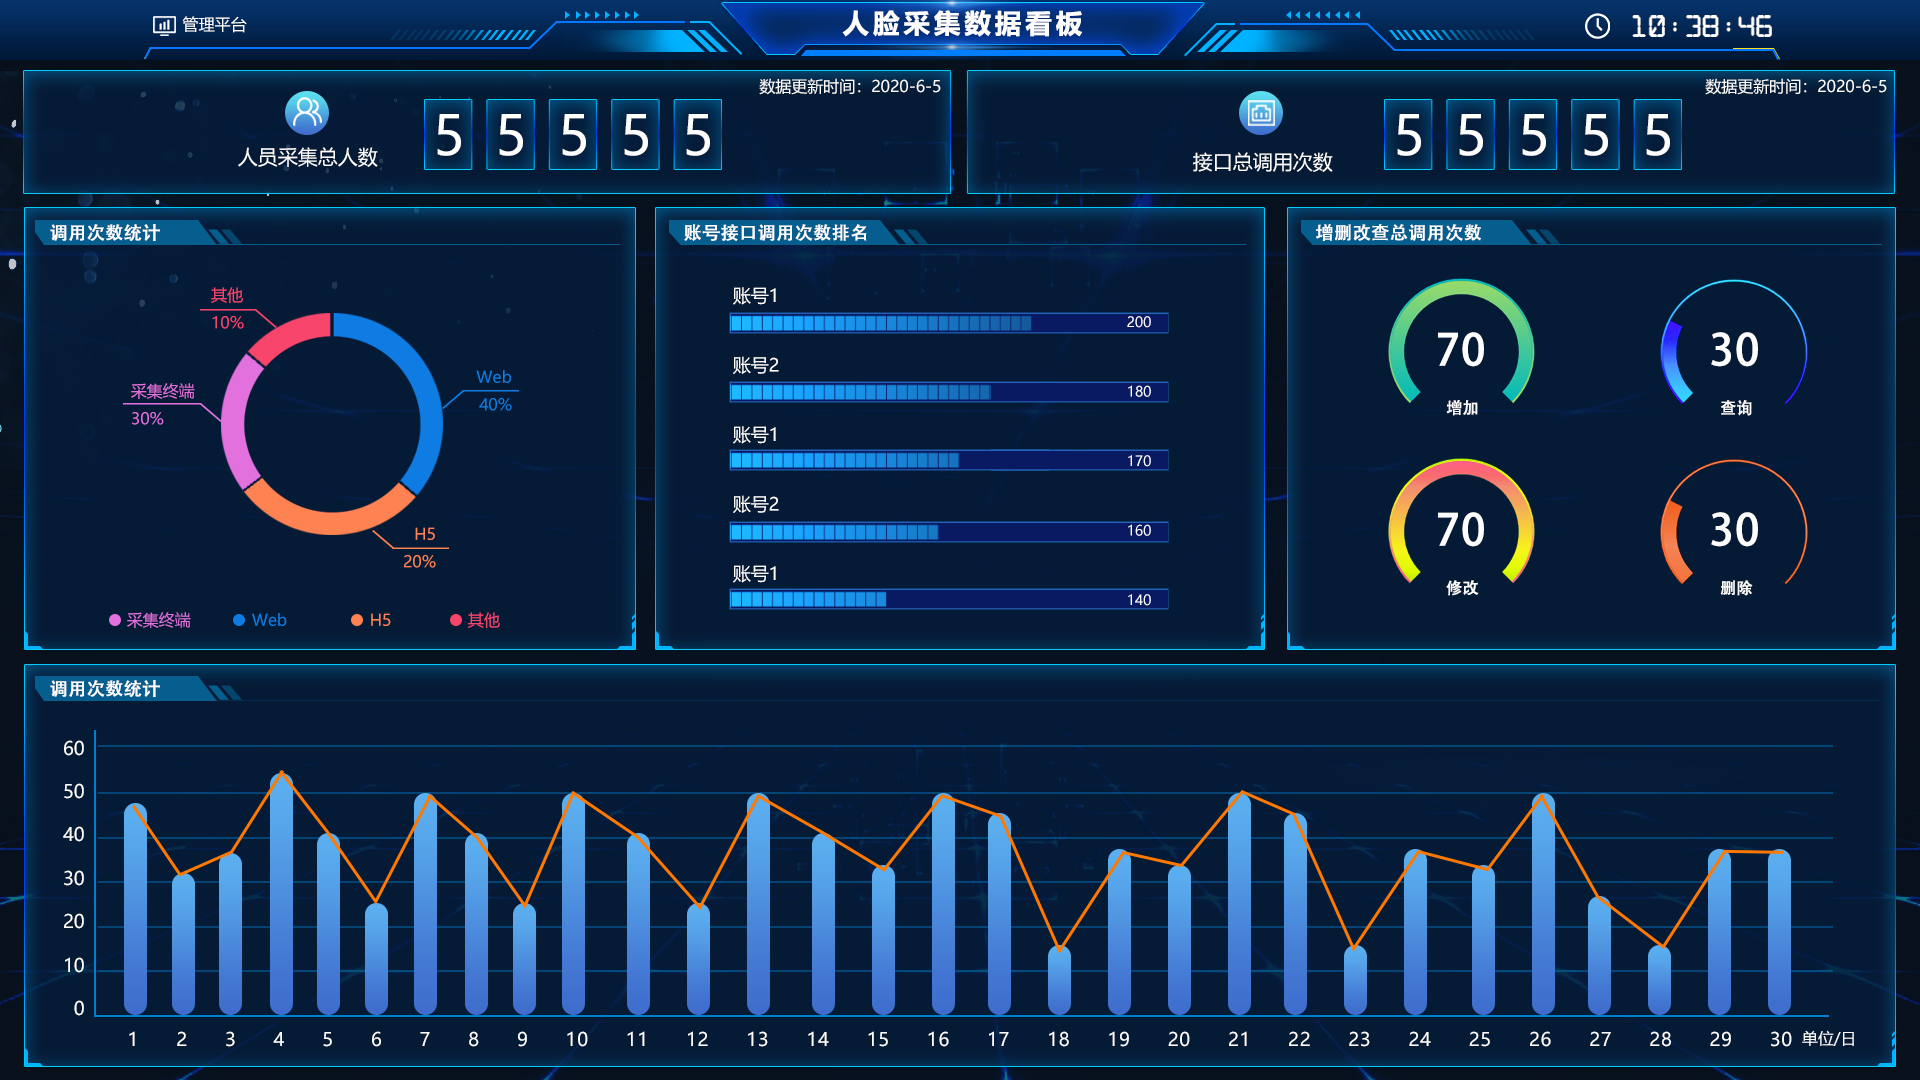 管理平台
人脸采集数据看板
10:38:46
数据更新时间：2020-6-5
人员采集总人数
5 5 5 5 5
数据更新时间：2020-6-5
接口总调用次数
5 5 5 5 5
调用次数统计
其他
10%
采集终端
30%
Web
40%
H5
20%
采集终端 Web H5 其他
账号接口调用次数排名
账号1
200
账号2
180
账号1
170
账号2
160
账号1
140
增删改查总调用次数
70
增加
30
查询
70
修改
30
删除
调用次数统计
60
50
40
30
20
10
0
1 2 3 4 5 6 7 8 9 10 11 12 13 14 15 16 17 18 19 20 21 22 23 24 25 26 27 28 29 30 单位/日